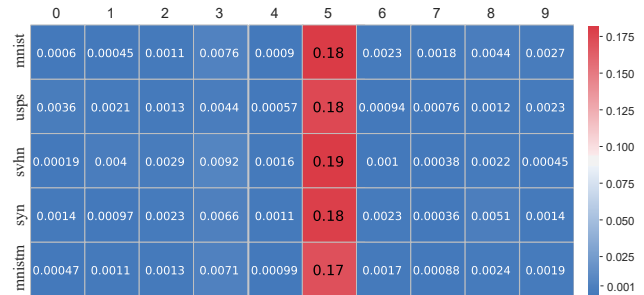 0 1 2 3 4 5 6 7 8 9
mnist 0.0006 0.00045 0.0011 0.0076 0.0009 0.18 0.0023 0.0018 0.0044 0.0027
usps 0.0036 0.0021 0.0013 0.0044 0.00057 0.18 0.00094 0.00076 0.0012 0.0023
svhn 0.00019 0.004 0.0029 0.0092 0.0016 0.19 0.001 0.00038 0.0022 0.00045
syn 0.0014 0.00097 0.0023 0.0066 0.0011 0.18 0.0023 0.00036 0.0051 0.0014
mnistm 0.00047 0.0011 0.0013 0.0071 0.00099 0.17 0.0017 0.00088 0.0024 0.0019
0.175
0.150
0.125
0.100
0.075
0.050
0.025
0.001